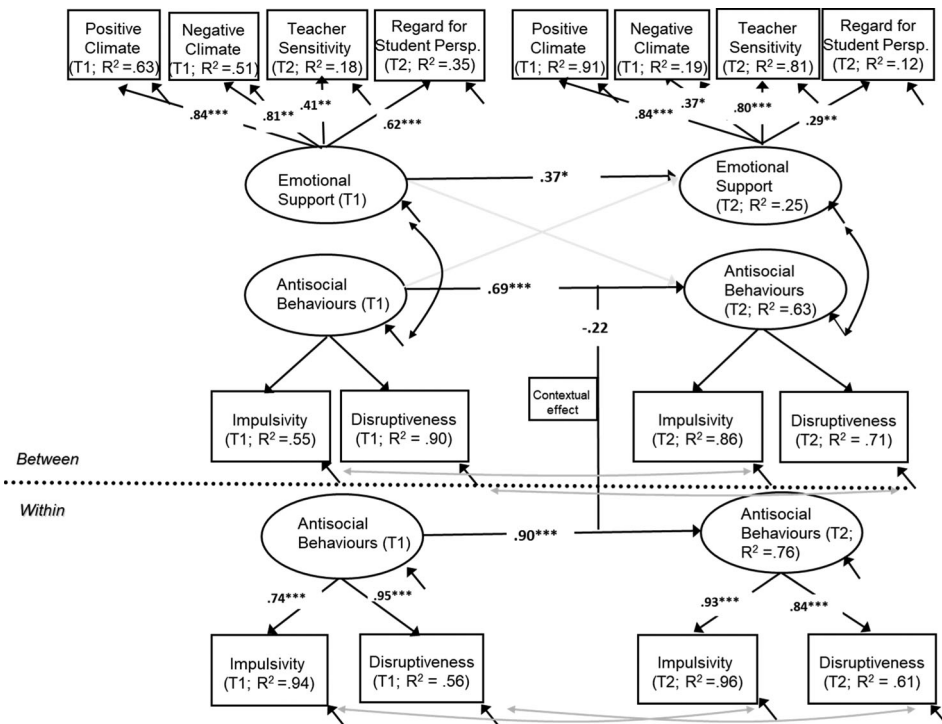 Positive
Climate
(T1; R² =.63)
Negative
Climate
(T1; R² =.51)
Teacher
Sensitivity
(T2; R² =.18)
Regard for
Student Persp.
(T2; R² =.35)
Positive
Climate
(T1; R² =.91)
Negative
Climate
(T1; R² =.19)
Teacher
Sensitivity
(T2; R² =.81)
Regard for
Student Persp.
(T2; R² =.12)
.84***
.81**
.41**
.62***
.84***
.37*
.80***
.29**
Emotional
Support (T1)
.37*
Emotional
Support
(T2; R² =.25)
Antisocial
Behaviours (T1)
.69***
Antisocial
Behaviours
(T2; R² =.63)
-.22
Contextual
effect
Impulsivity
(T1; R² =.55)
Disruptiveness
(T1; R² =.90)
Impulsivity
(T2; R² =.86)
Disruptiveness
(T2; R² =.71)
Between
Within
Antisocial
Behaviours (T1)
.90***
Antisocial
Behaviours (T2;
R² =.76)
.74***
.95***
.93***
.84***
Impulsivity
(T1; R² =.94)
Disruptiveness
(T1; R² =.56)
Impulsivity
(T2; R² =.96)
Disruptiveness
(T2; R² =.61)